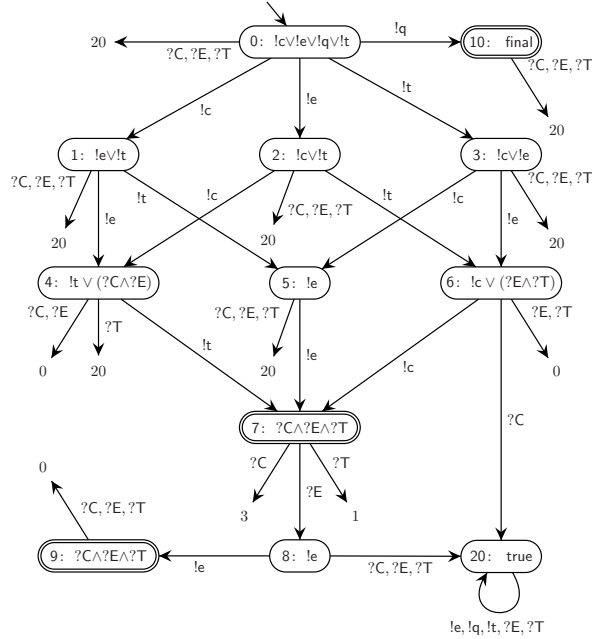 !q
20
0: !c∨!e∨!q∨!t
10: final
?C, ?E, ?T
?C, ?E, ?T
!c
!e
!t
20
1: !e∨!t
2: !c∨!t
3: !c∨!e
?C, ?E, ?T
!t
!c
?C, ?E, ?T
!t
!c
?C, ?E, ?T
!e
!e
20
20
20
4: !t ∨ (?C∧?E)
5: !e
6: !c ∨ (?E∧?T)
?C, ?E
?T
?C, ?E, ?T
?E, ?T
!t
!e
!c
0
20
20
0
?C
7: ?C∧?E∧?T
?C
?E
?T
0
?C, ?E, ?T
3
1
9: ?C∧?E∧?T
8: !e
20: true
!e
?C, ?E, ?T
!e, !q, !t, ?E, ?T